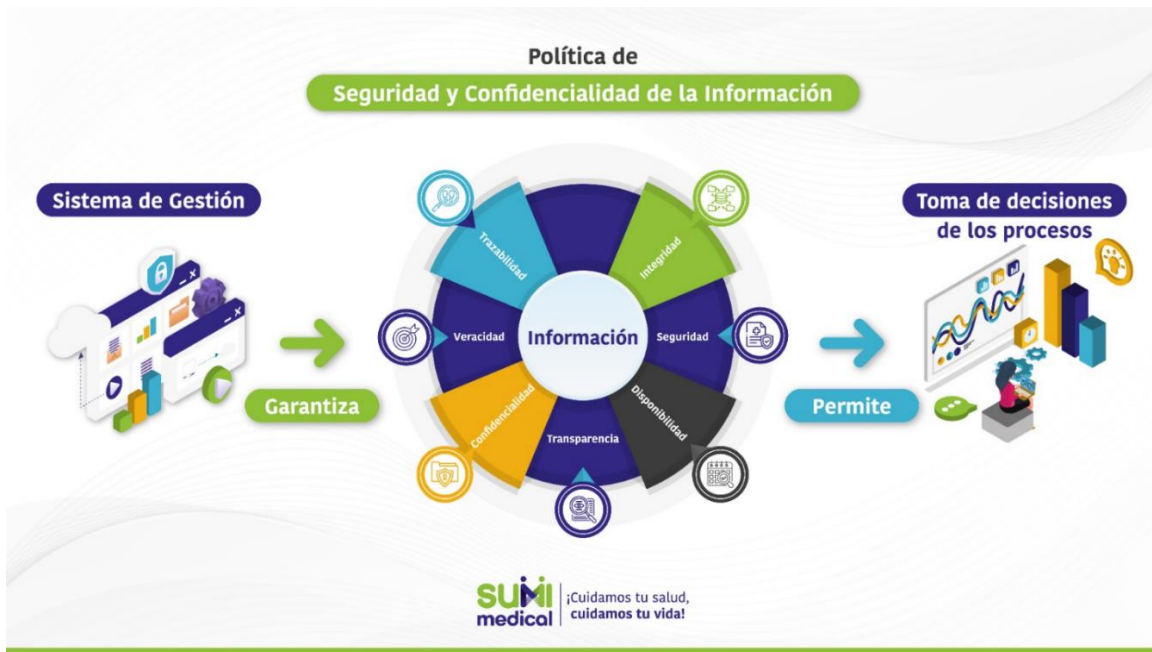 Política de
Seguridad y Confidencialidad de la Información
Sistema de Gestión
Garantiza
Trazabilidad
Integridad
Veracidad
Información
Seguridad
Confidencialidad
Transparencia
Disponibilidad
Permite
Toma de decisiones
de los procesos
SUMI
medical
¡Cuidamos tu salud,
cuidamos tu vida!